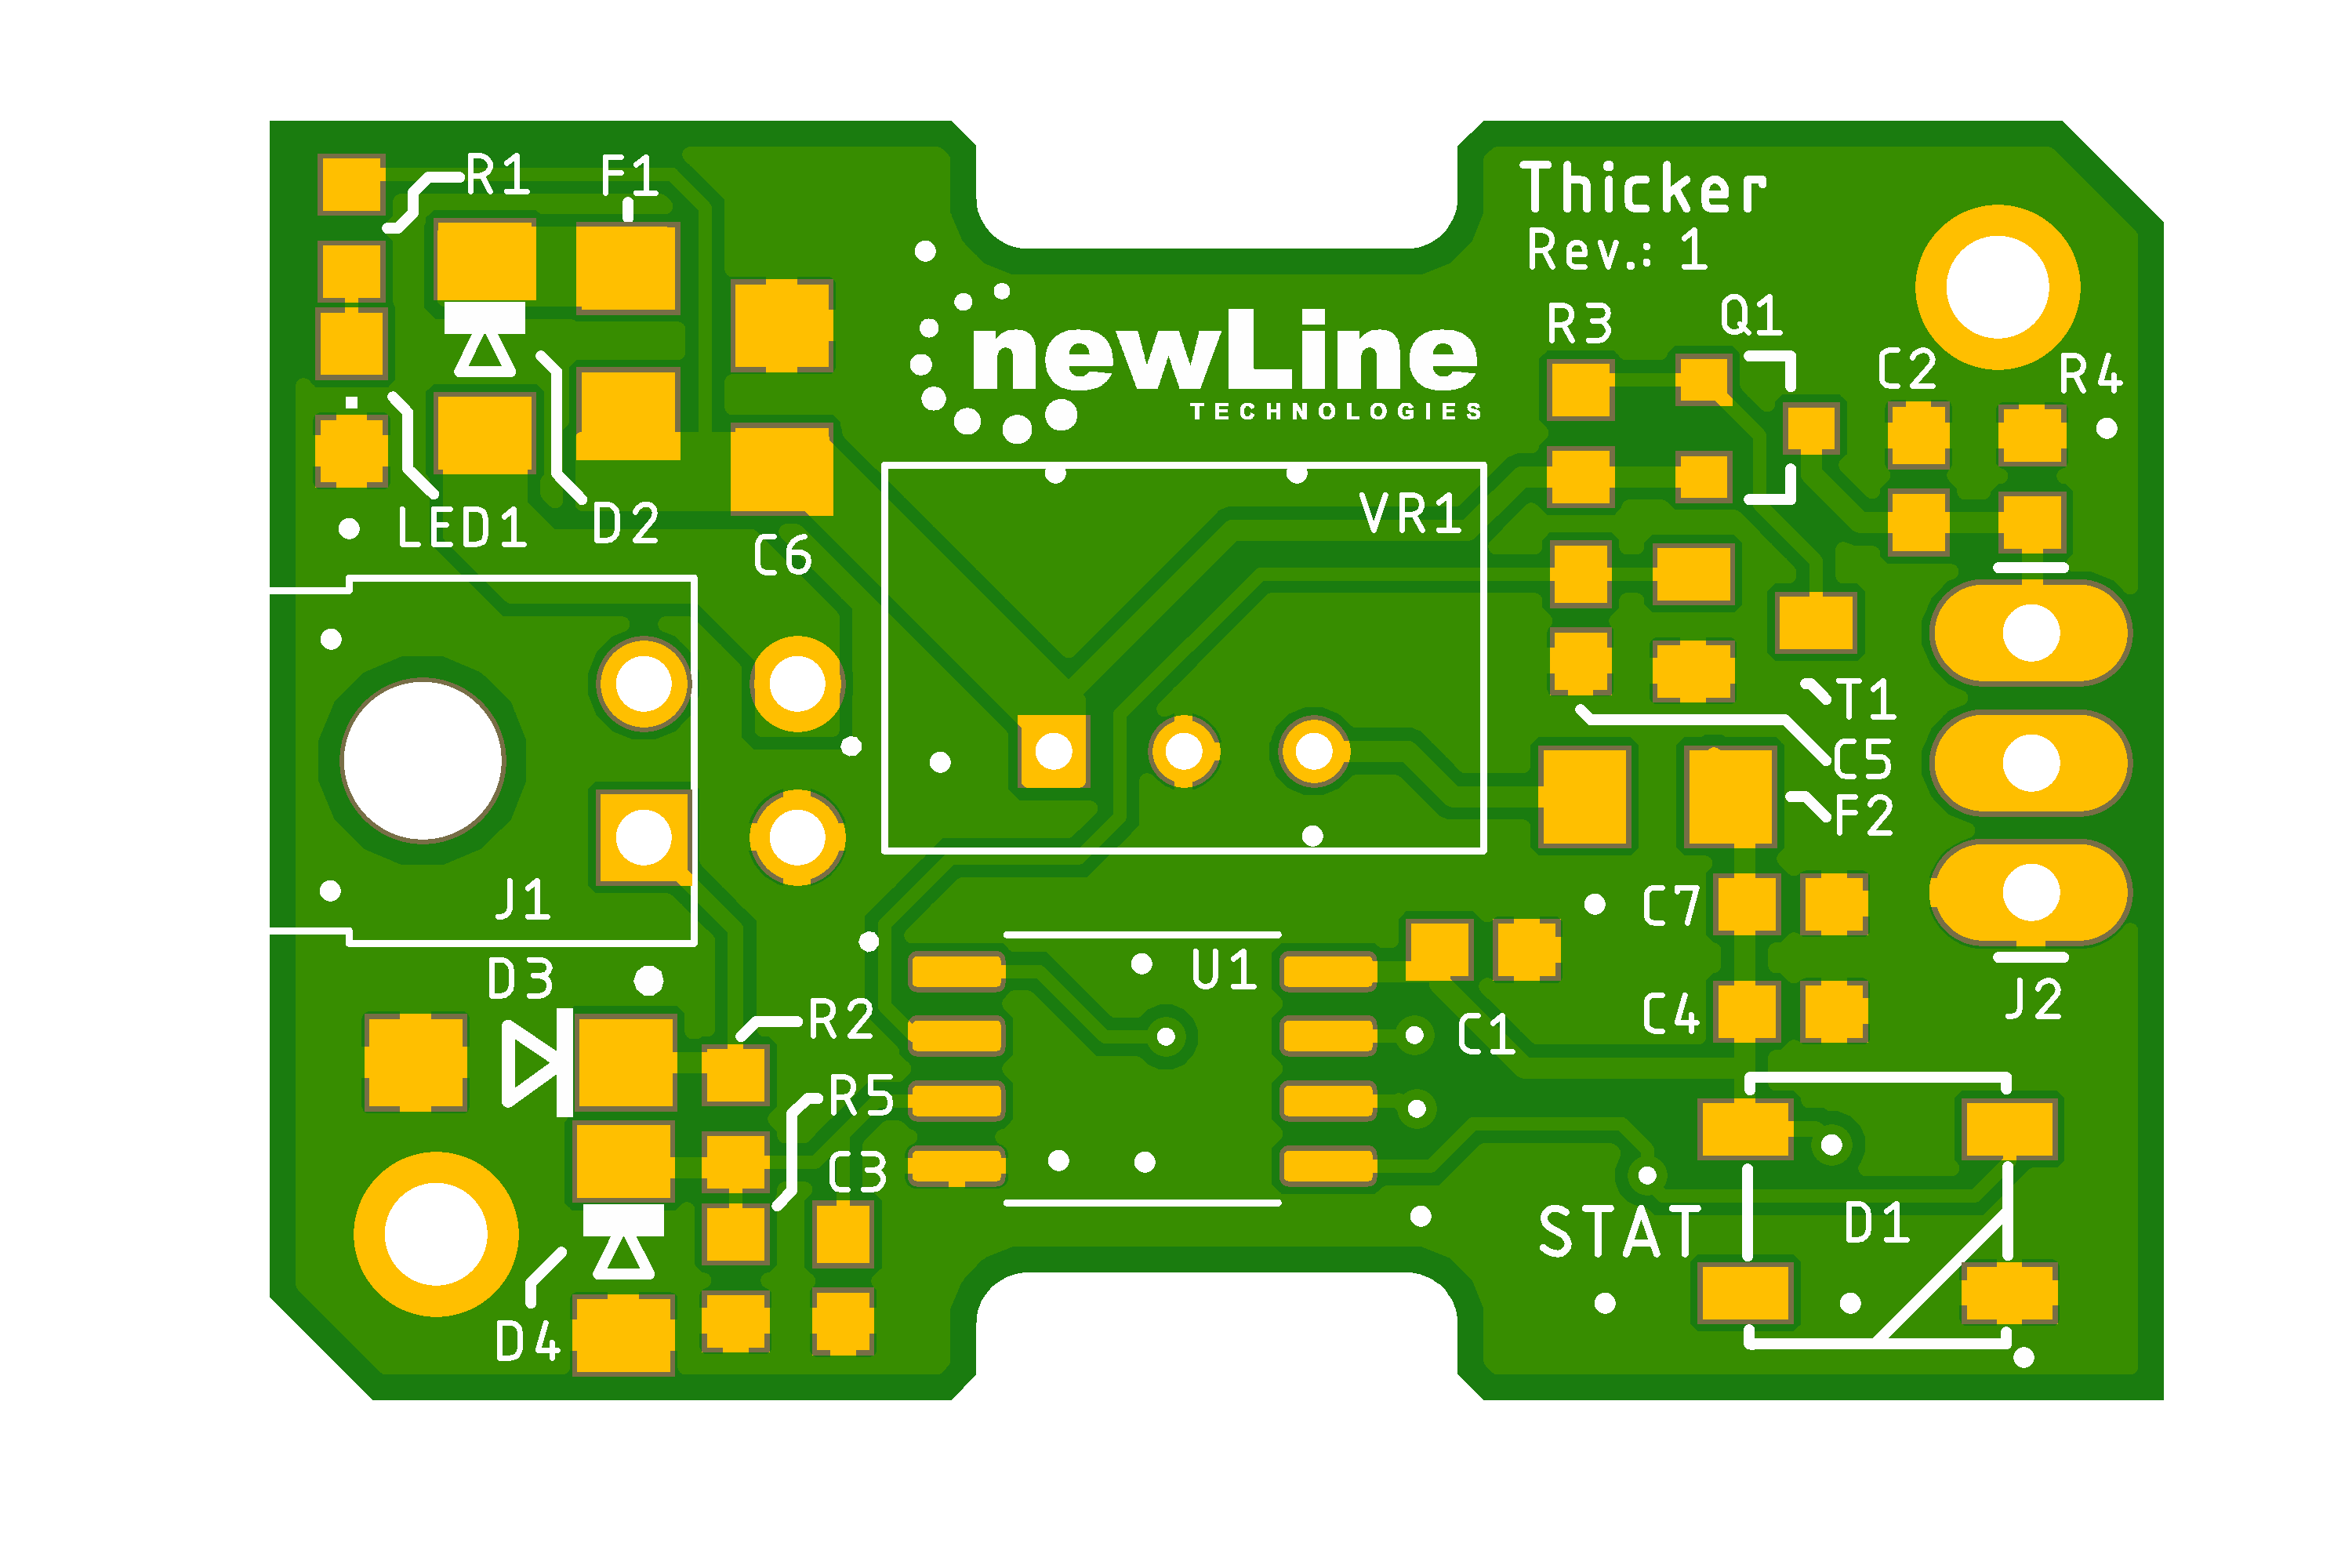 R1
F1
Thicker
Rev.: 1
R3
Q1
C2
R4
newLine
TECHNOLOGIES
VR1
LED1
D2
C6
T1
C5
F2
J1
C7
D3
U1
J2
R2
C4
C1
R5
C3
STAT
D1
D4